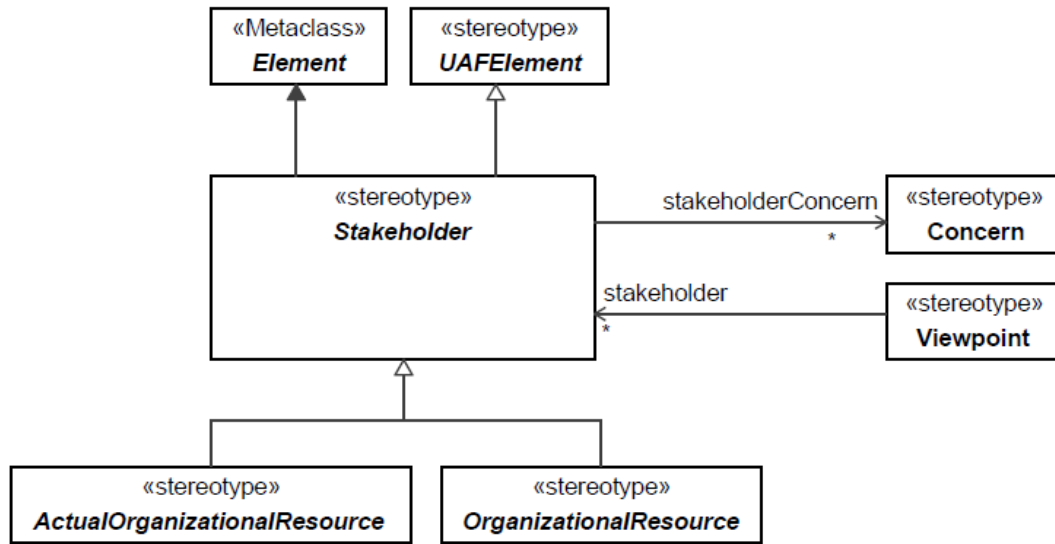 «Metaclass»
Element
«stereotype»
UAFElement
«stereotype»
Stakeholder
stakeholderConcern
*
«stereotype»
Concern
stakeholder
*
«stereotype»
Viewpoint
«stereotype»
ActualOrganizationalResource
«stereotype»
OrganizationalResource